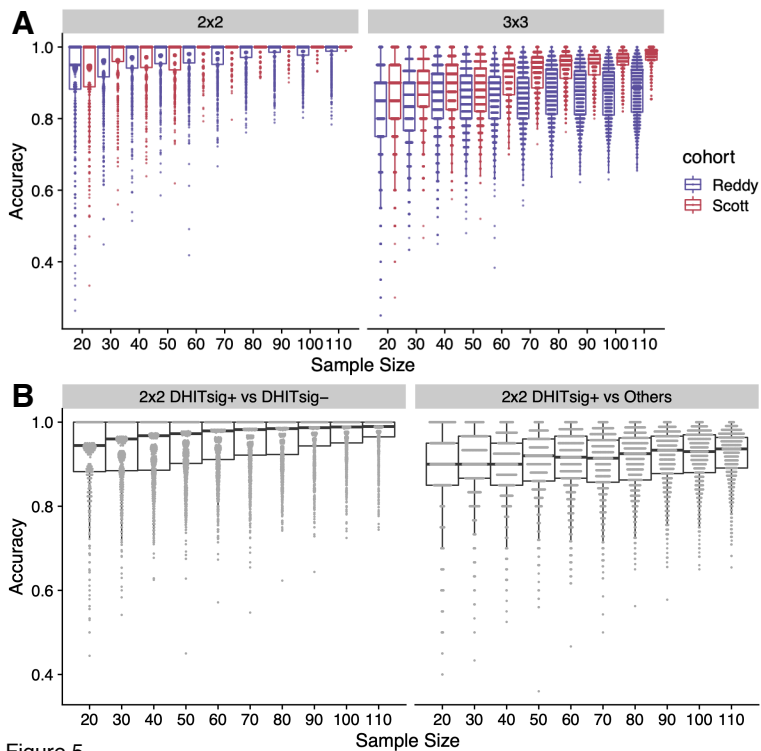 A
2x2
3x3
1.0
0.8
0.6
0.4
Accuracy
20 30 40 50 60 70 80 90 100 110
20 30 40 50 60 70 80 90 100 110
Sample Size
cohort
Reddy
Scott
B
2x2 DHITsig+ vs DHITsig−
2x2 DHITsig+ vs Others
1.0
0.8
0.6
0.4
Accuracy
20 30 40 50 60 70 80 90 100 110
20 30 40 50 60 70 80 90 100 110
Sample Size
Figure 5